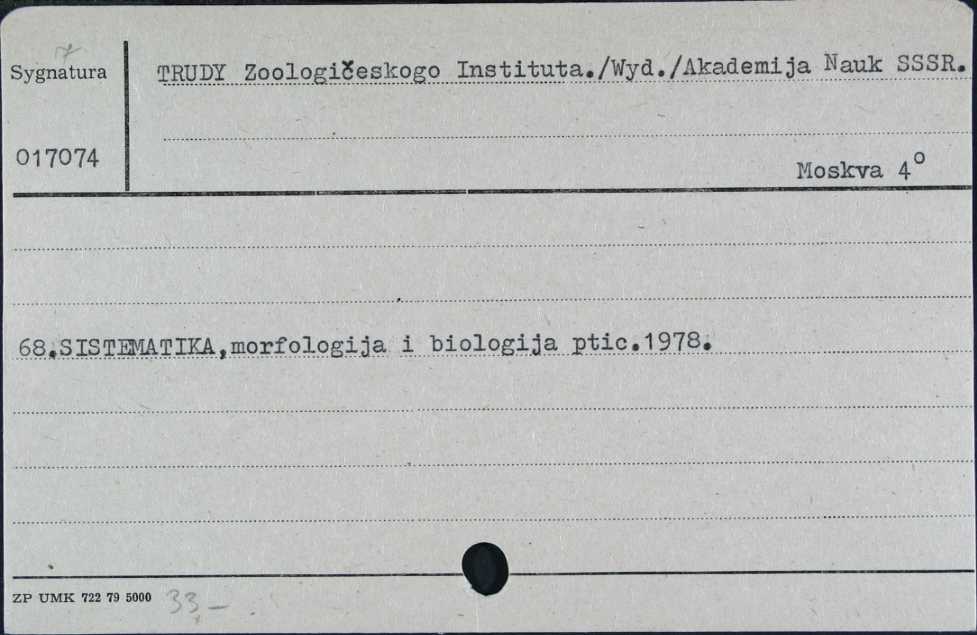 Sygnatura
TRUDY Zoologičeskogo Instituta./Wyd./Akademija Nauk SSSR.
017074
Moskva 4°
68.SISTEMATIKA,morfologija i biologija ptic.1978.
ZP UMK 722 79 5000 33,—